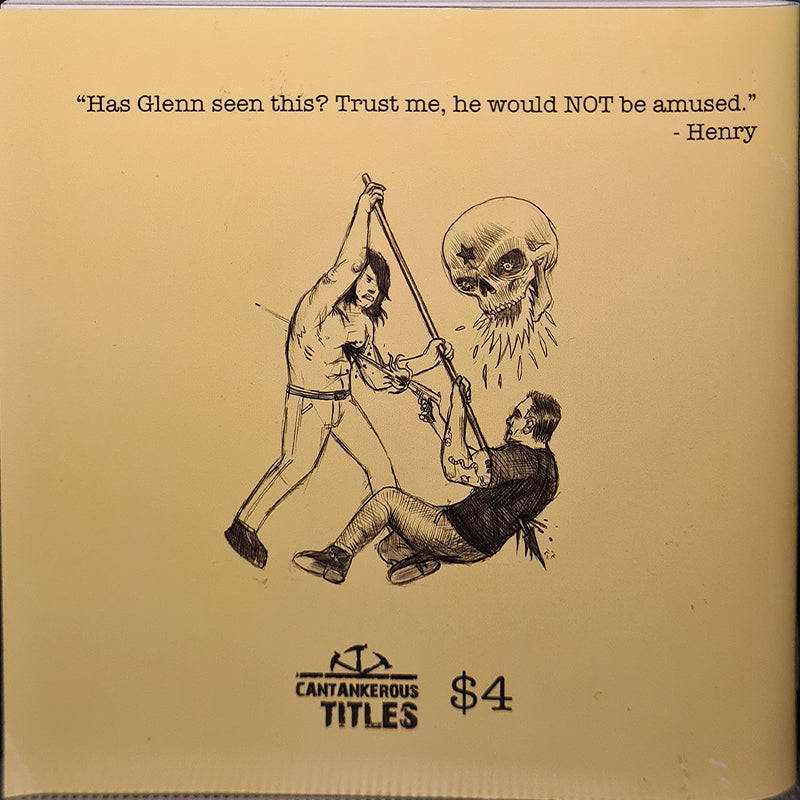 “Has Glenn seen this? Trust me, he would NOT be amused.”
- Henry
CANTANKEROUS
TITLES
$4